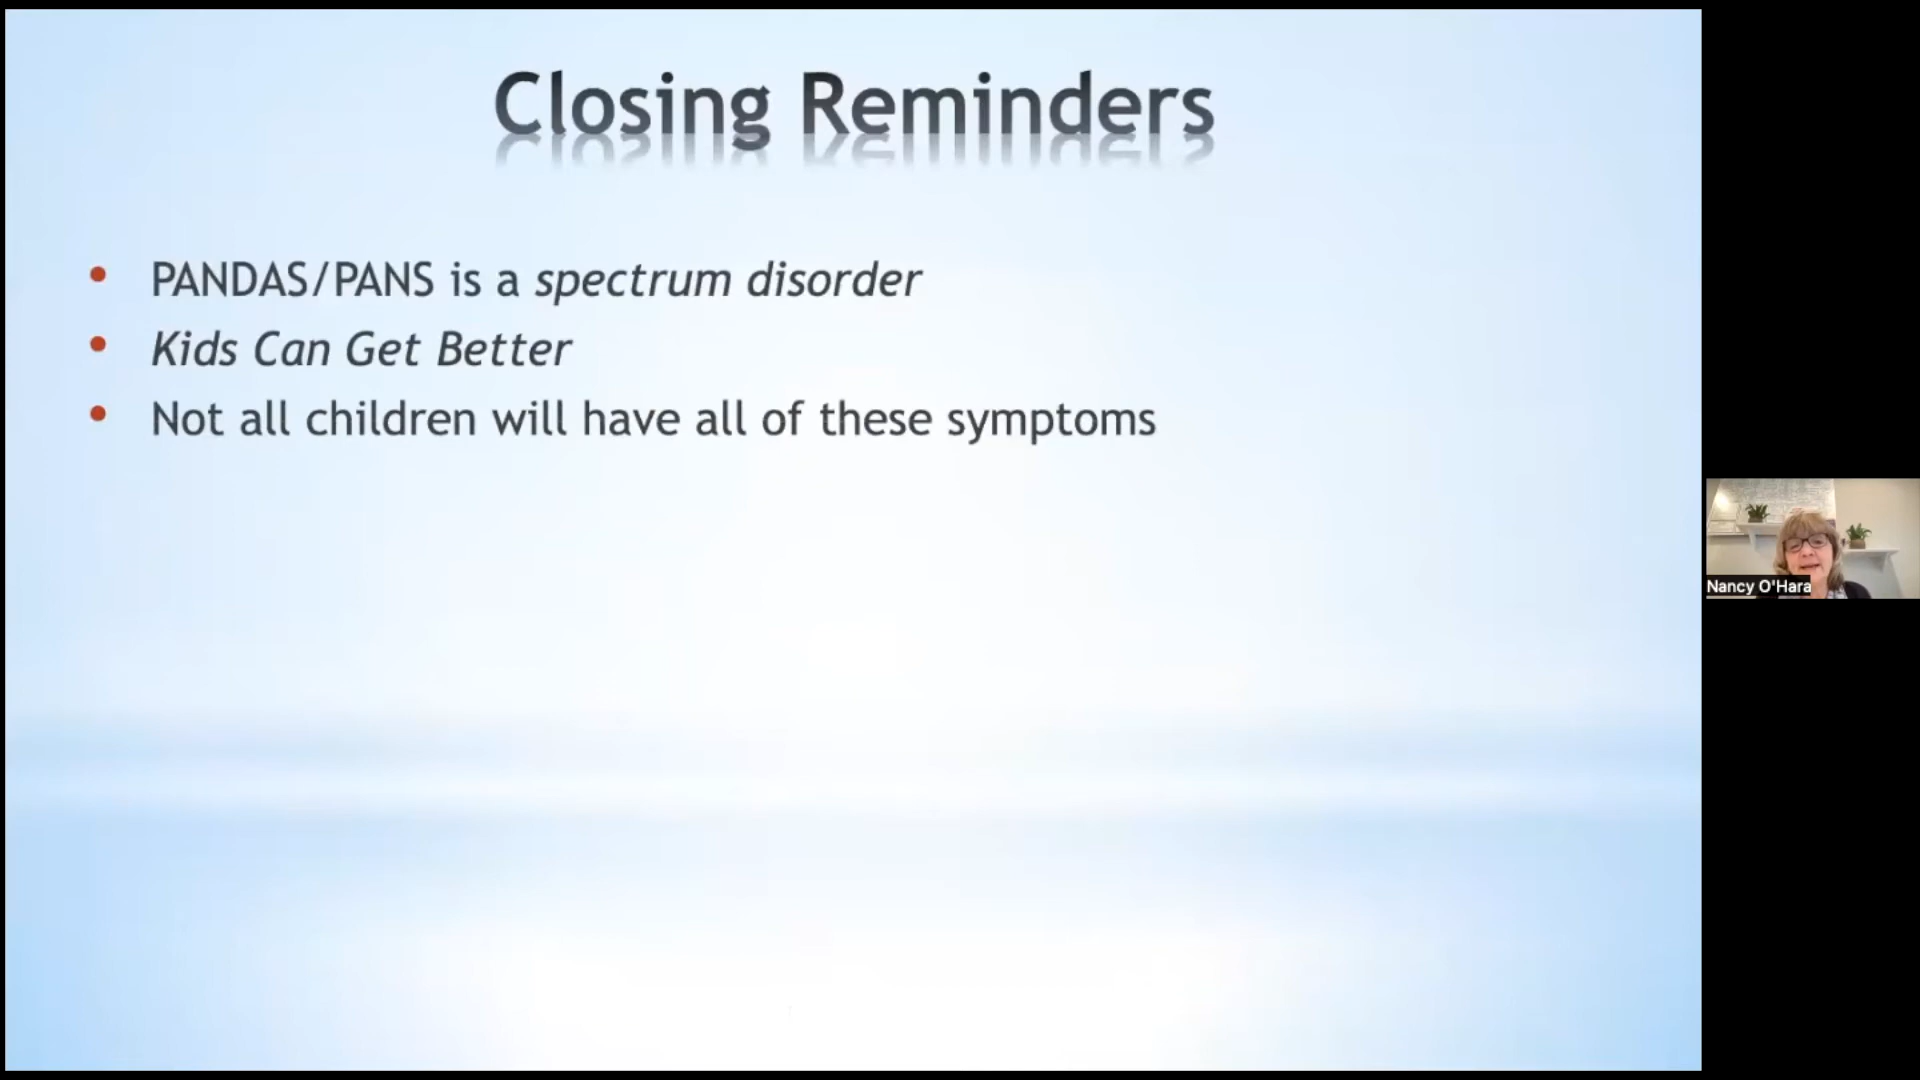 Closing Reminders
• PANDAS/PANS is a spectrum disorder
• Kids Can Get Better
• Not all children will have all of these symptoms
Nancy O'Hara